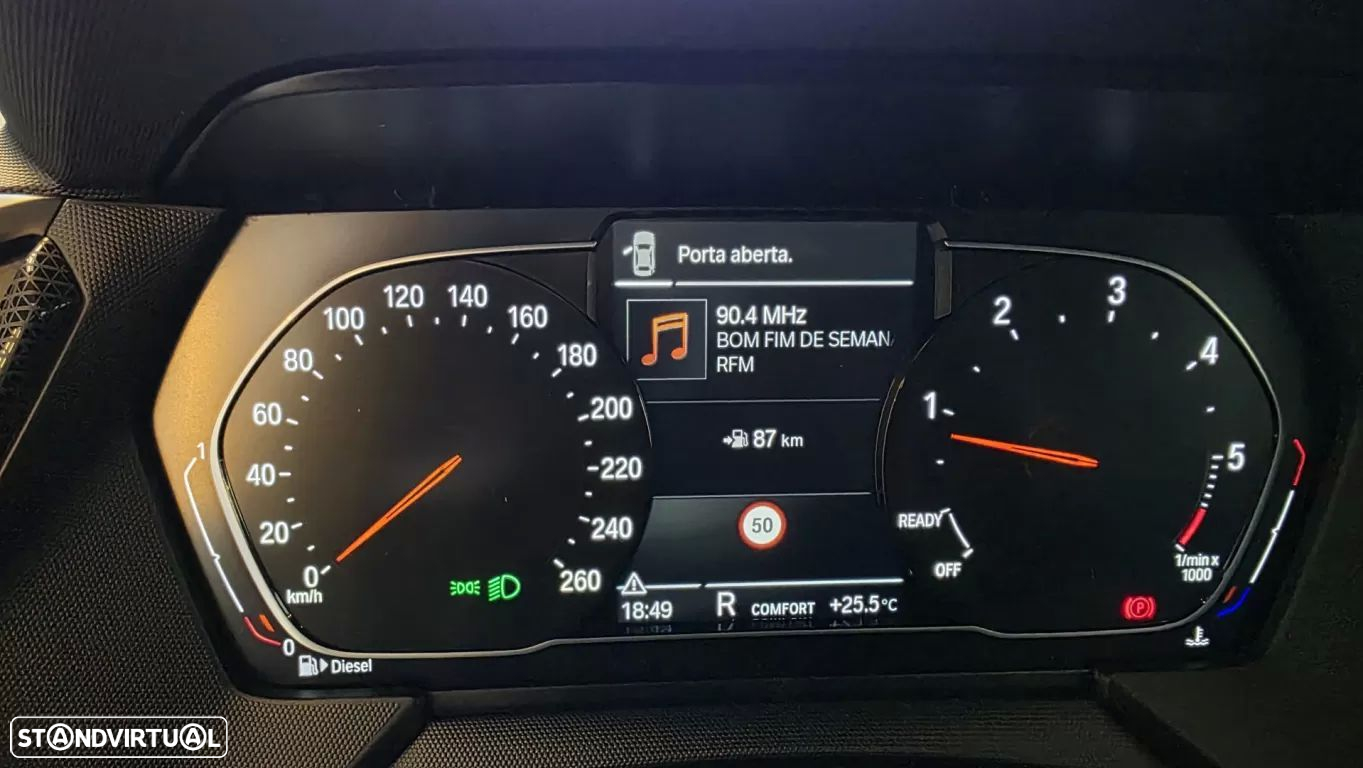 Porta aberta.
90.4 MHz
BOM FIM DE SEMAN
RFM
87 km
50
18:49 R COMFORT +25.5°C
0
20
40
60
80
100
120
140
160
180
200
220
240
260
km/h
1
0
Diesel
1
2
3
4
5
READY
OFF
1/min x
1000
P
STANDVIRTUAL